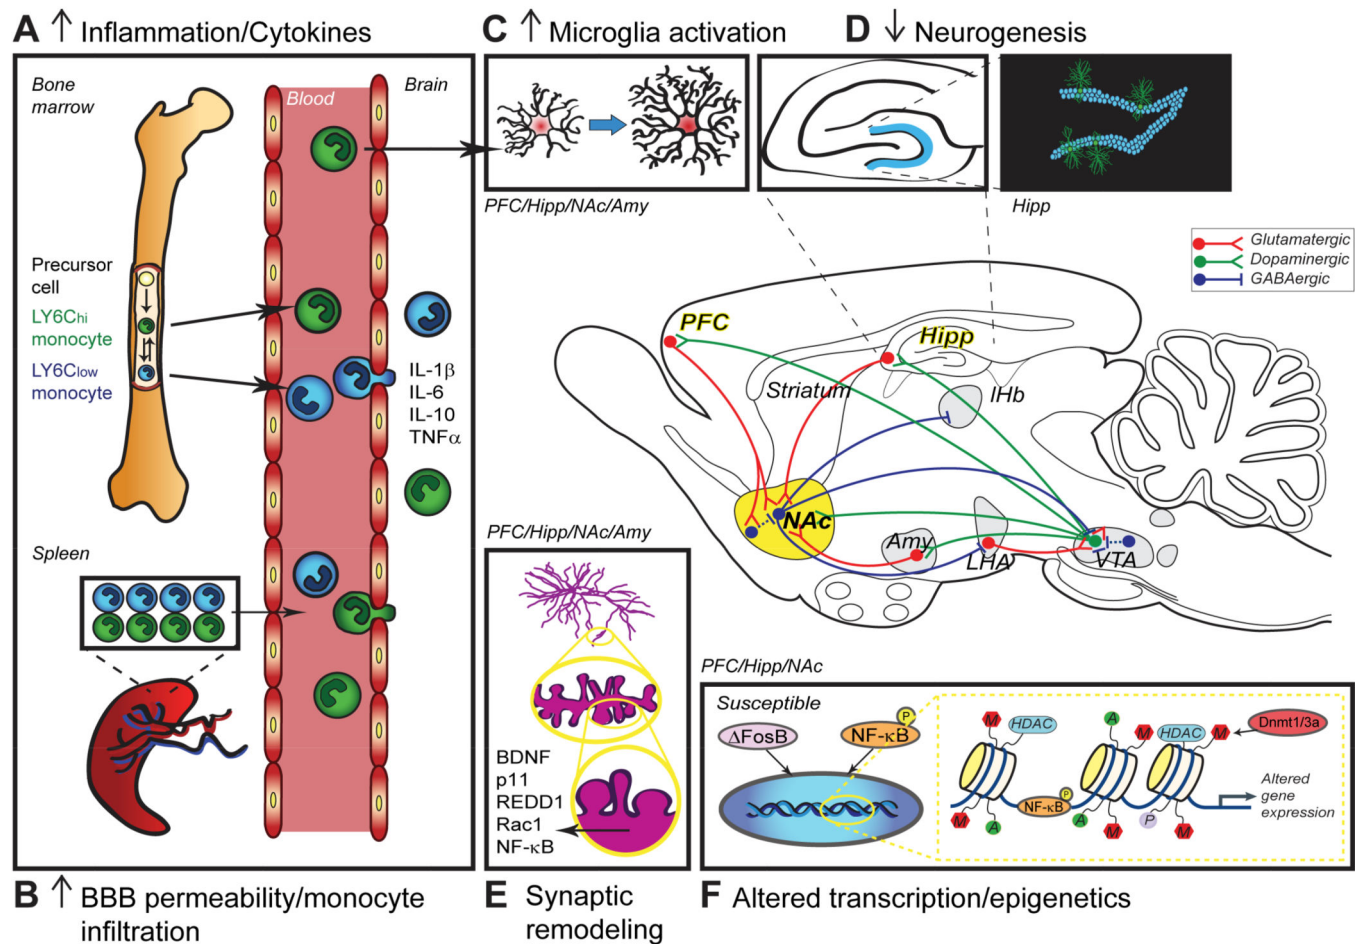 A ↑ Inflammation/Cytokines
Bone
marrow
Blood
Brain
Precursor
cell
LY6Chi
monocyte
LY6Clow
monocyte
IL-1β
IL-6
IL-10
TNFα
Spleen
B ↑ BBB permeability/monocyte
infiltration
C ↑ Microglia activation
PFC/Hipp/NAc/Amy
D ↓ Neurogenesis
Hipp
Glutamatergic
Dopaminergic
GABAergic
PFC
Hipp
Striatum
lHb
NAc
Amy
LHA
VTA
PFC/Hipp/NAc/Amy
BDNF
p11
REDD1
Rac1
NF-κB
E Synaptic
remodeling
PFC/Hipp/NAc
Susceptible
ΔFosB
P
NF-κB
M
HDAC
A
M
HDAC
M
Dnmt1/3a
P
NF-κB
M
A
A
M
P
M
Altered
gene
expression
F Altered transcription/epigenetics